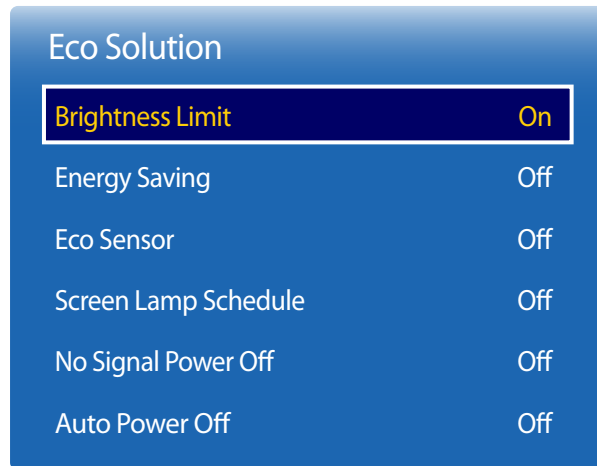 Eco Solution
Brightness Limit On
Energy Saving Off
Eco Sensor Off
Screen Lamp Schedule Off
No Signal Power Off Off
Auto Power Off Off